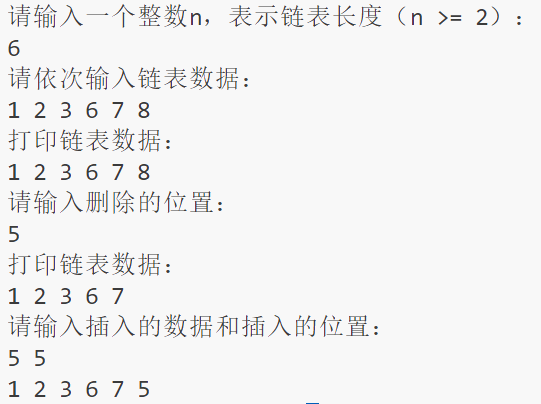 请输入一个整数n，表示链表长度（n >= 2）：
6
请依次输入链表数据：
1 2 3 6 7 8
打印链表数据：
1 2 3 6 7 8
请输入删除的位置：
5
打印链表数据：
1 2 3 6 7
请输入插入的数据和插入的位置：
5 5
1 2 3 6 7 5